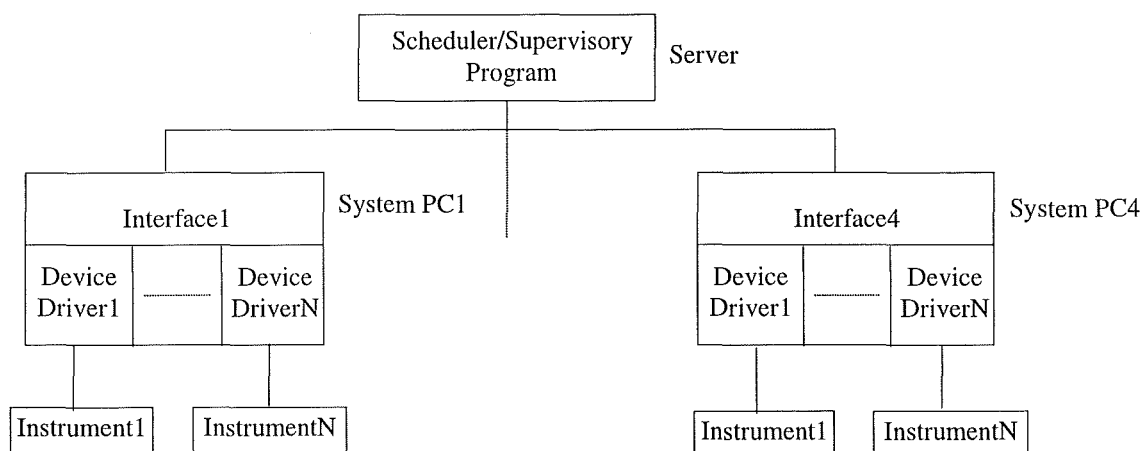 Scheduler/Supervisory
Program
Server
Interface1
System PC1
Device
Driver1
Device
DriverN
Instrument1
InstrumentN
Interface4
System PC4
Device
Driver1
Device
DriverN
Instrument1
InstrumentN